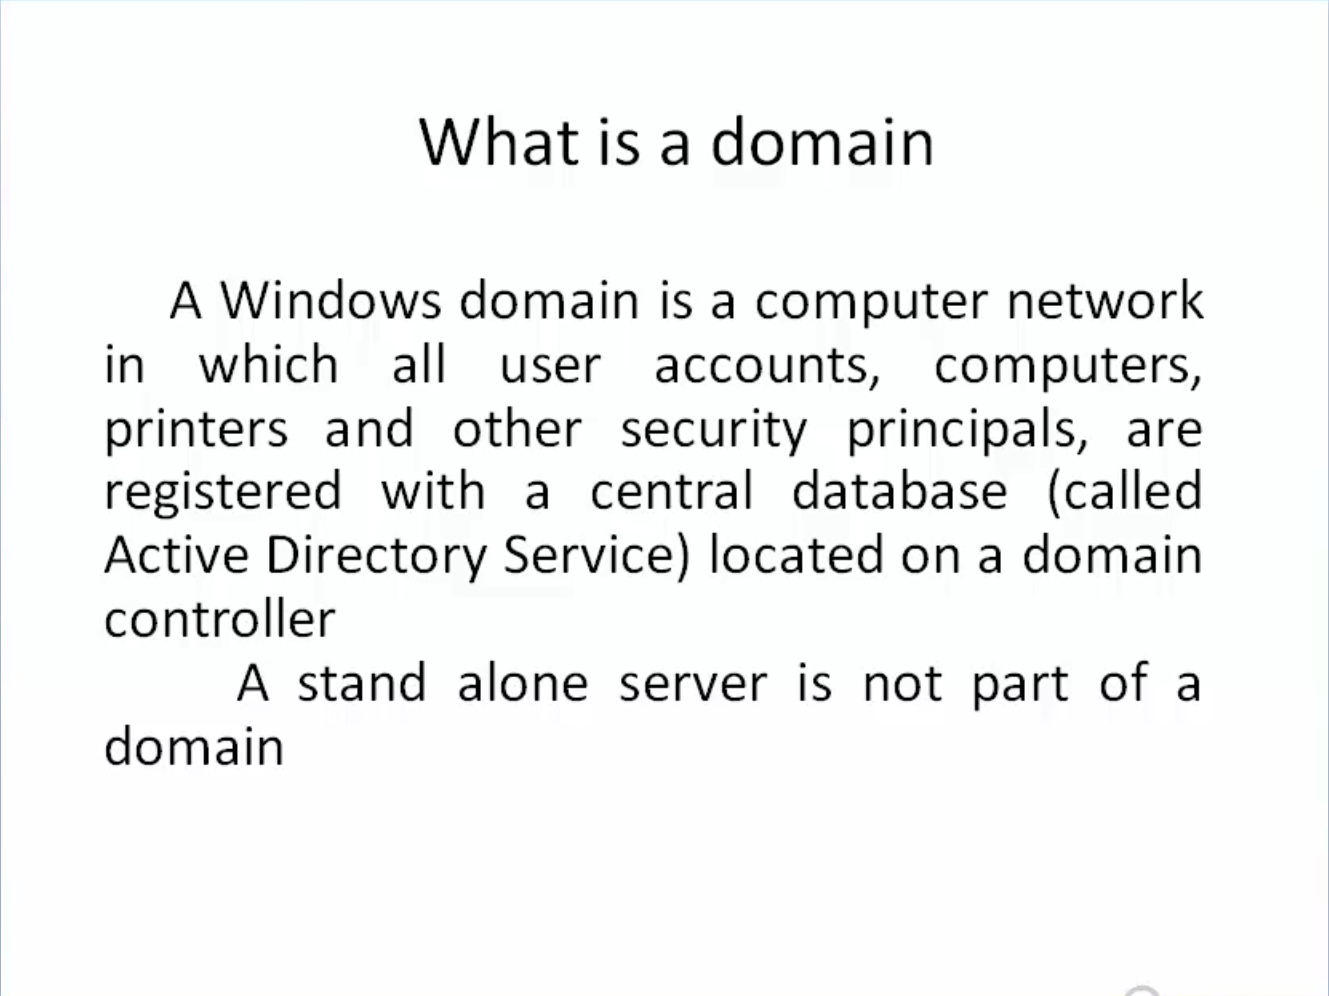 What is a domain
A Windows domain is a computer network
in which all user accounts, computers,
printers and other security principals, are
registered with a central database (called
Active Directory Service) located on a domain
controller
A stand alone server is not part of a
domain